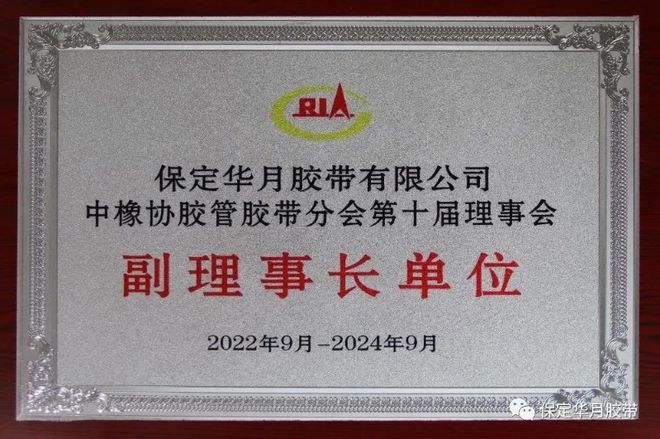 CRIA
保定华月胶带有限公司
中橡协胶管胶带分会第十届理事会
副理事长单位
2022年9月-2024年9月
保定华月胶带